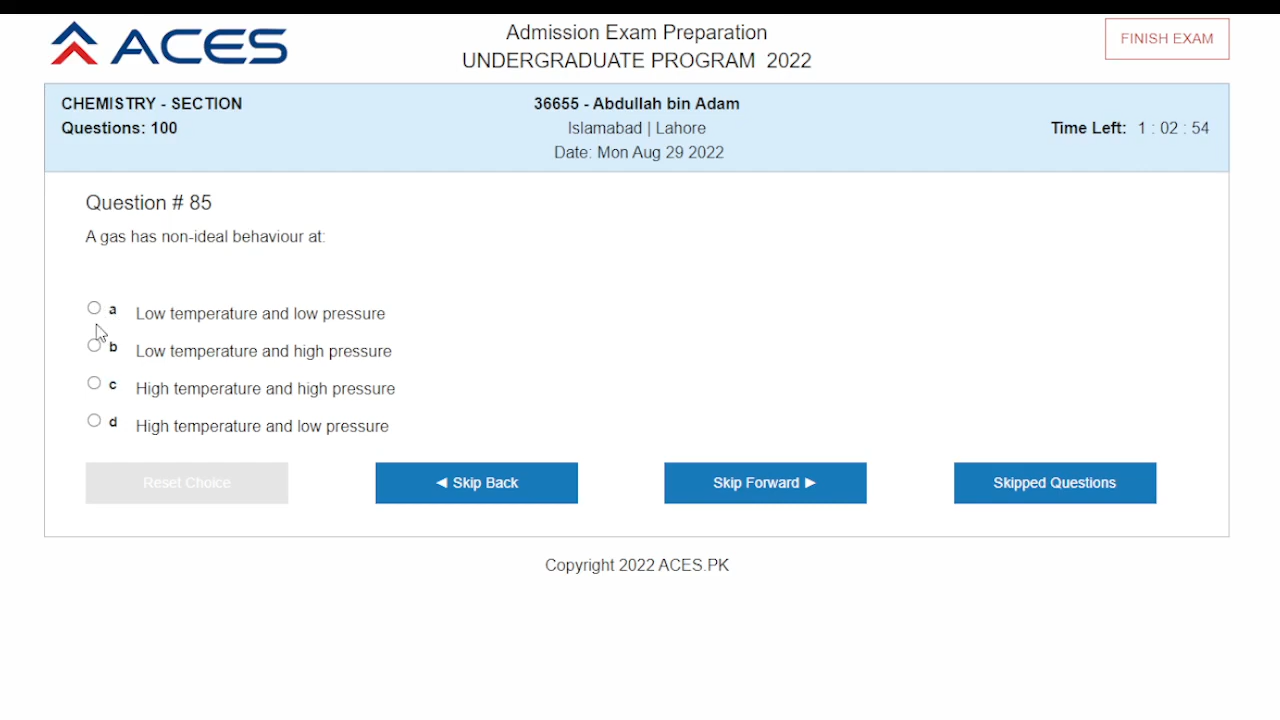 ACES
Admission Exam Preparation
UNDERGRADUATE PROGRAM 2022
FINISH EXAM
CHEMISTRY - SECTION
Questions: 100
36655 - Abdullah bin Adam
Islamabad | Lahore
Date: Mon Aug 29 2022
Time Left: 1 : 02 : 54
Question # 85
A gas has non-ideal behaviour at:
a Low temperature and low pressure
b Low temperature and high pressure
c High temperature and high pressure
d High temperature and low pressure
Reset Choice
◄ Skip Back
Skip Forward ►
Skipped Questions
Copyright 2022 ACES.PK